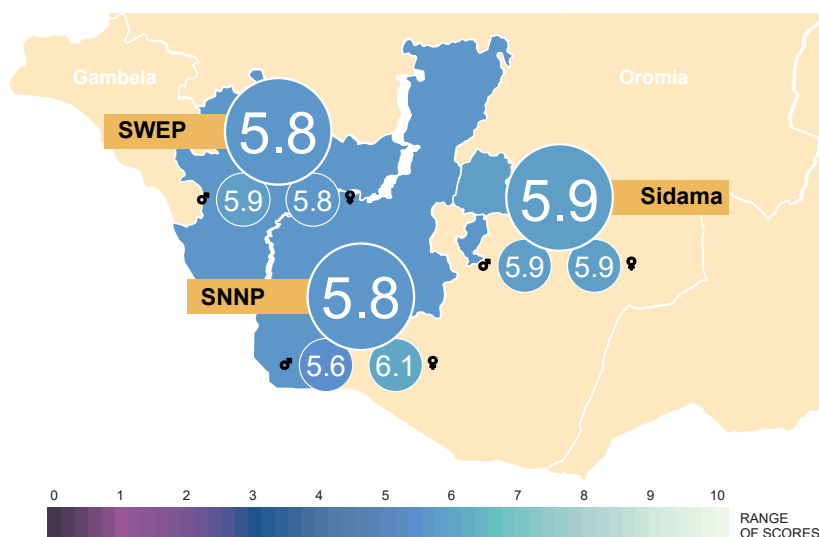 Gambela
Oromia
SWEP
5.8
♂ 5.9 5.8 ♀
5.9
Sidama
♂ 5.9 5.9 ♀
SNNP
5.8
♂ 5.6 6.1 ♀
0 1 2 3 4 5 6 7 8 9 10
RANGE
OF SCORES